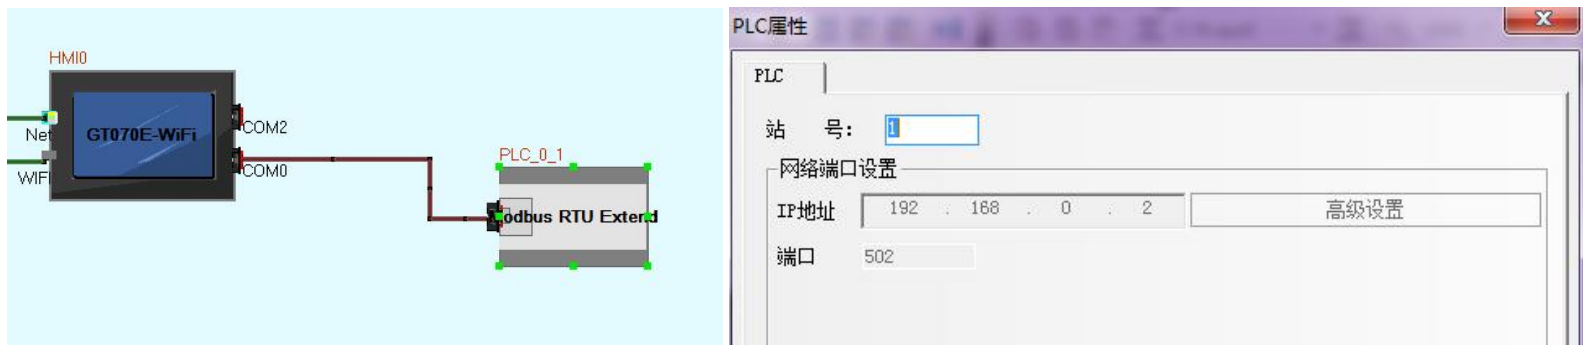 HMI0
GT070E-WiFi
Net
WIFI
COM2
COM0
PLC_0_1
Modbus RTU Extend
PLC属性
PLC
站 号: 1
网络端口设置
IP地址 192 . 168 . 0 . 2 高级设置
端口 502